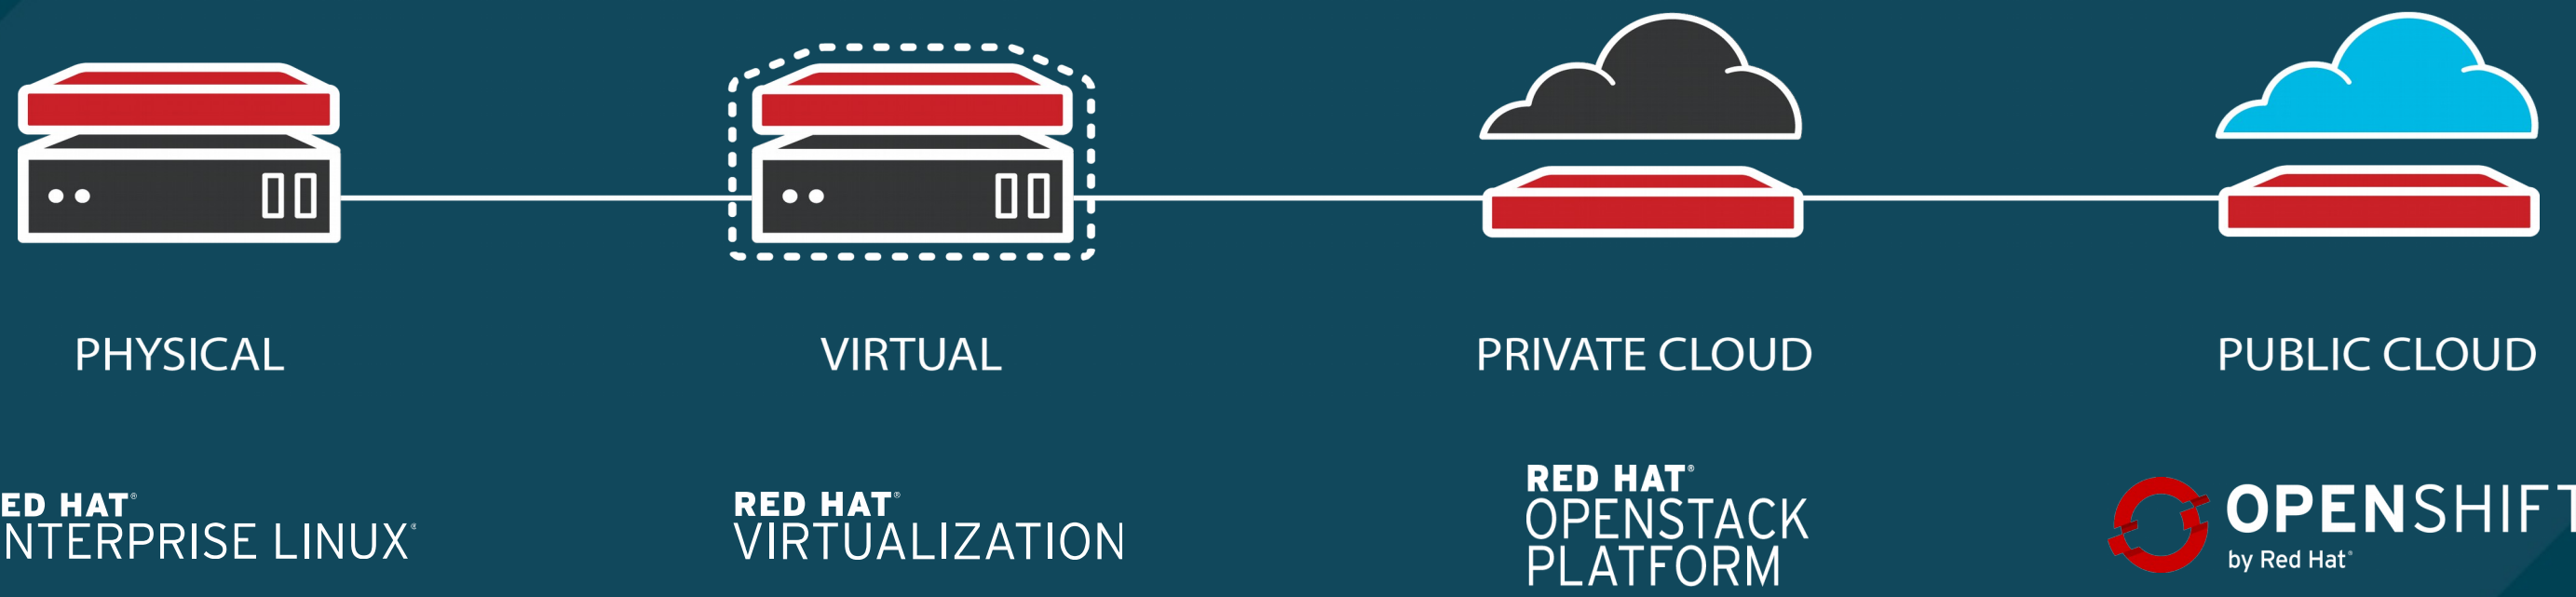 PHYSICAL
VIRTUAL
PRIVATE CLOUD
PUBLIC CLOUD
ED HAT®
NTERPRISE LINUX®
RED HAT®
VIRTUALIZATION
RED HAT®
OPENSTACK
PLATFORM
OPENSHIFT
by Red Hat®